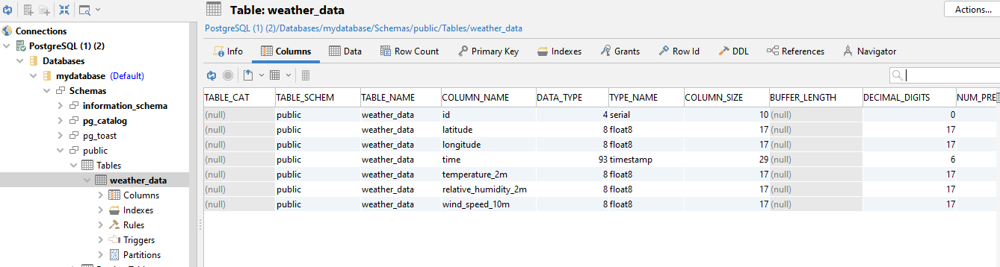 Table: weather_data
Actions...
PostgreSQL (1) (2)/Databases/mydatabase/Schemas/public/Tables/weather_data
Connections
PostgreSQL (1) (2)
Databases
mydatabase (Default)
Schemas
information_schema
pg_catalog
pg_toast
public
Tables
weather_data
Columns
Indexes
Rules
Triggers
Partitions
Info Columns Data Row Count Primary Key Indexes Grants Row Id DDL References Navigator
TABLE_CAT TABLE_SCHEM TABLE_NAME COLUMN_NAME DATA_TYPE TYPE_NAME COLUMN_SIZE BUFFER_LENGTH DECIMAL_DIGITS NUM_PRE
(null) public weather_data id 4 serial 10 (null) 0
(null) public weather_data latitude 8 float8 17 (null) 17
(null) public weather_data longitude 8 float8 17 (null) 17
(null) public weather_data time 93 timestamp 29 (null) 6
(null) public weather_data temperature_2m 8 float8 17 (null) 17
(null) public weather_data relative_humidity_2m 8 float8 17 (null) 17
(null) public weather_data wind_speed_10m 8 float8 17 (null) 17